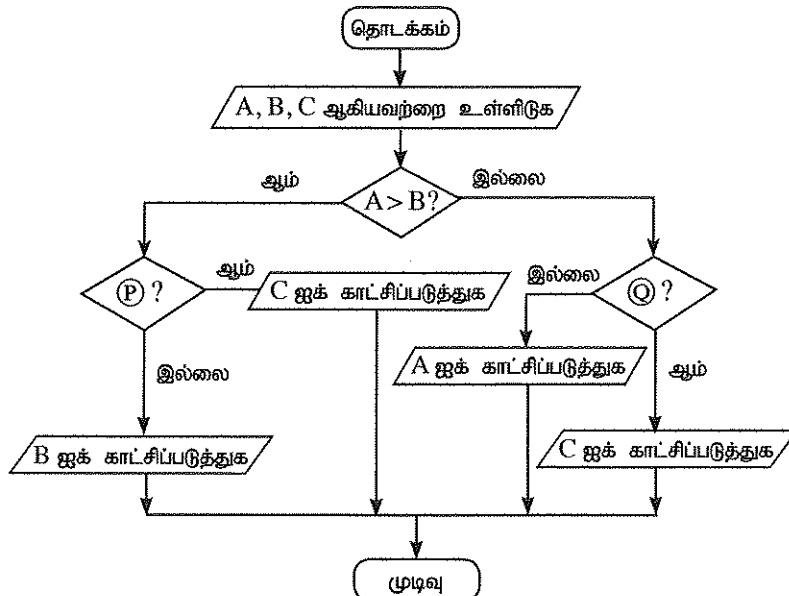 தொடக்கம்
A, B, C ஆகியவற்றை உள்ளிடுக
ஆம்
A > B?
இல்லை
P ?
ஆம்
C ஐக் காட்சிப்படுத்துக
இல்லை
Q ?
இல்லை
A ஐக் காட்சிப்படுத்துக
ஆம்
B ஐக் காட்சிப்படுத்துக
C ஐக் காட்சிப்படுத்துக
முடிவு